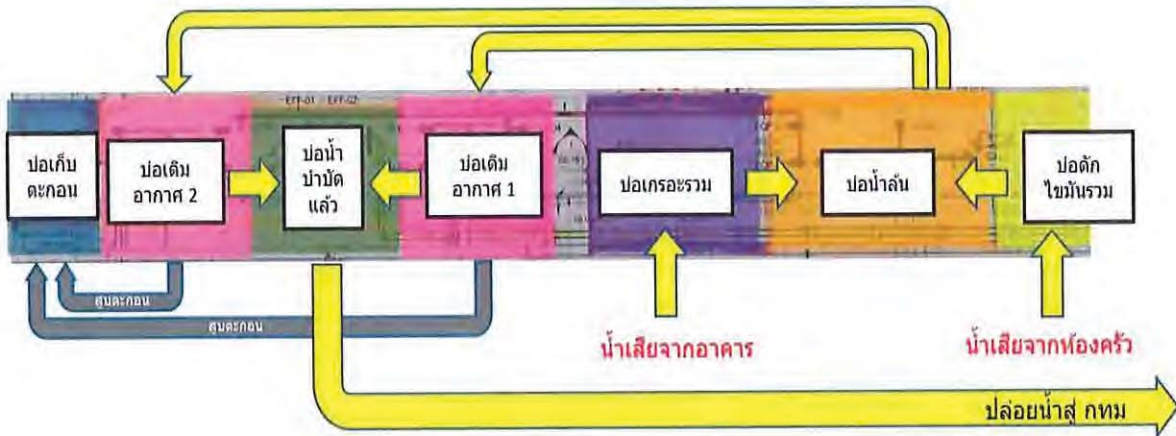 EFF-01 EFF-02
บ่อเก็บ
ตะกอน
บ่อเติม
อากาศ 2
บ่อน้ำ
บำบัด
แล้ว
บ่อเติม
อากาศ 1
บ่อเกรอะรวม
บ่อน้ำล้น
บ่อดัก
ไขมันรวม
สูบตะกอน
สูบตะกอน
น้ำเสียจากอาคาร
น้ำเสียจากห้องครัว
ปล่อยน้ำสู่ กทม